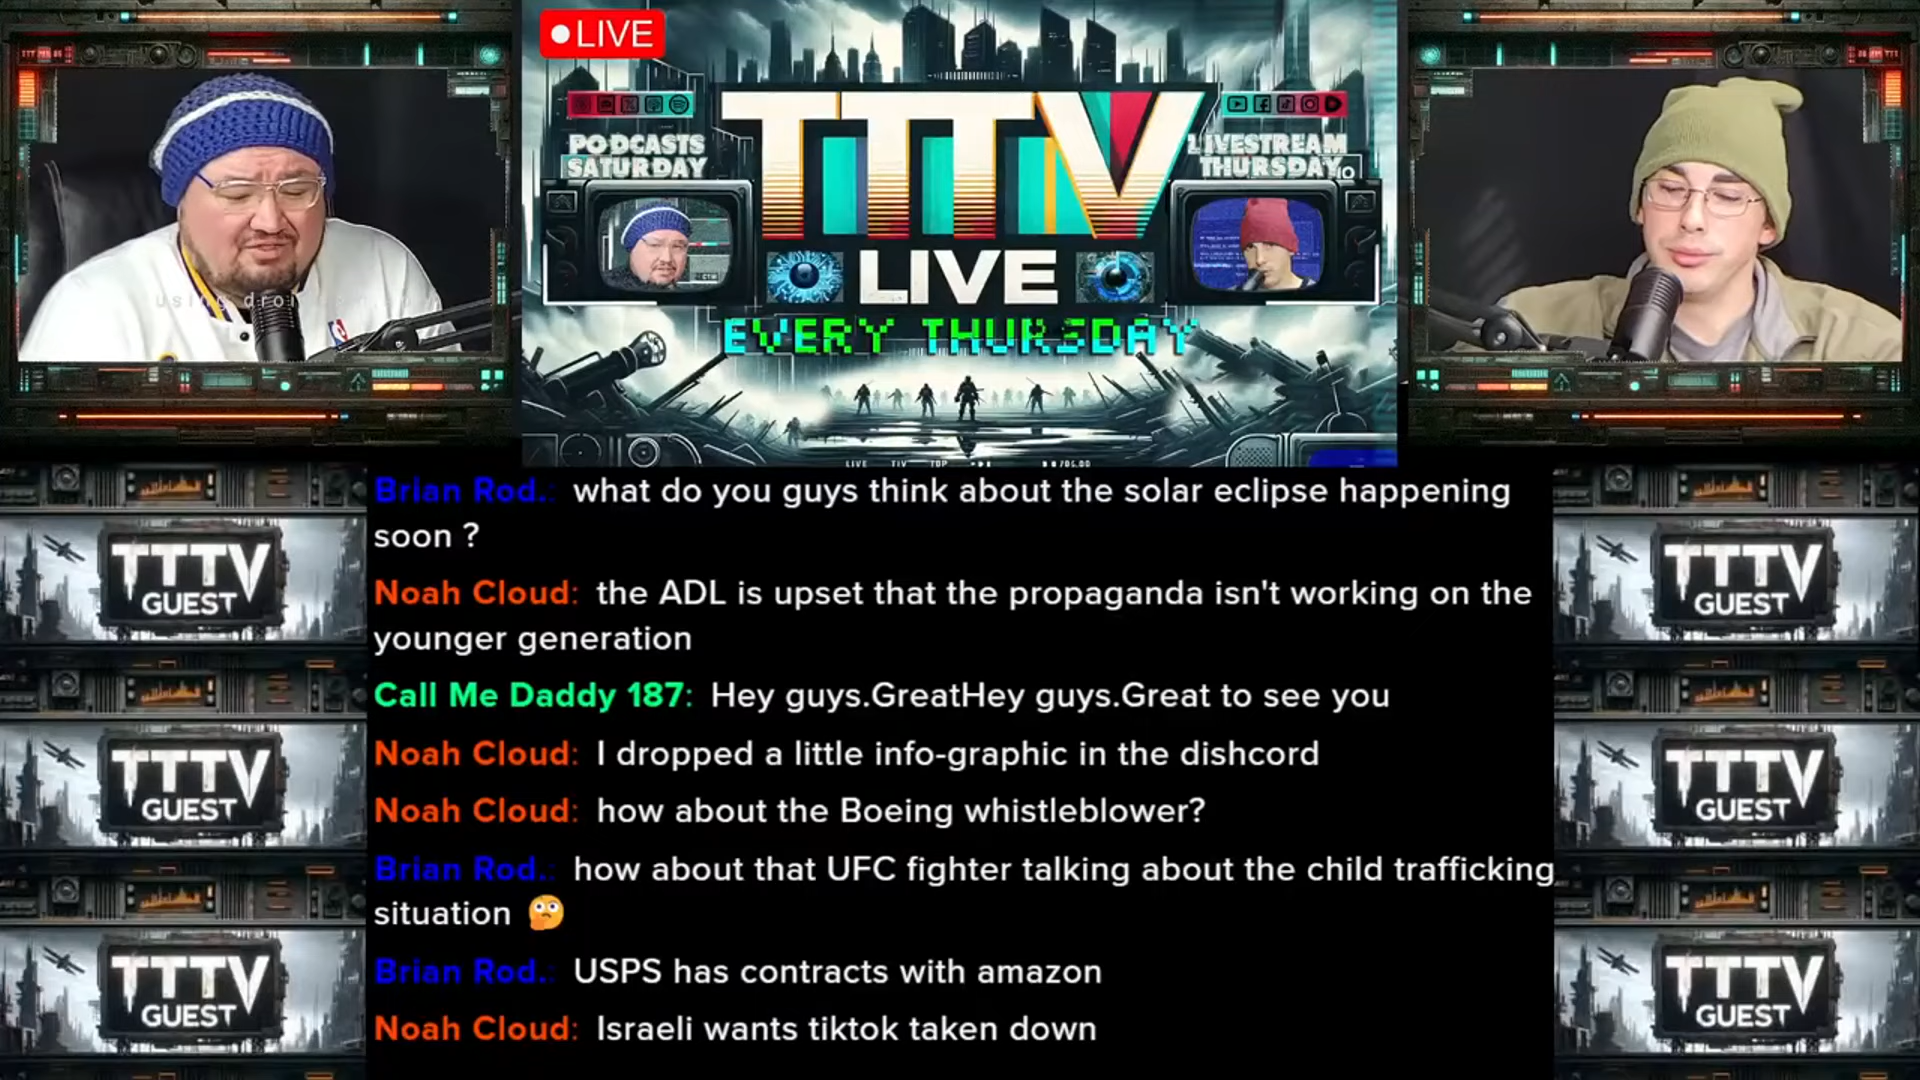 LIVE
PODCASTS
SATURDAY
LIVESTREAM
THURSDAY
TTTV
LIVE
EVERY THURSDAY
Brian Rod.: what do you guys think about the solar eclipse happening
soon ?
Noah Cloud: the ADL is upset that the propaganda isn't working on the
younger generation
Call Me Daddy 187: Hey guys.GreatHey guys.Great to see you
Noah Cloud: I dropped a little info-graphic in the dishcord
Noah Cloud: how about the Boeing whistleblower?
Brian Rod.: how about that UFC fighter talking about the child trafficking
situation 🤔
Brian Rod.: USPS has contracts with amazon
Noah Cloud: Israeli wants tiktok taken down
TTTV
GUEST
TTTV
GUEST
TTTV
GUEST
TTTV
GUEST
TTTV
GUEST
TTTV
GUEST